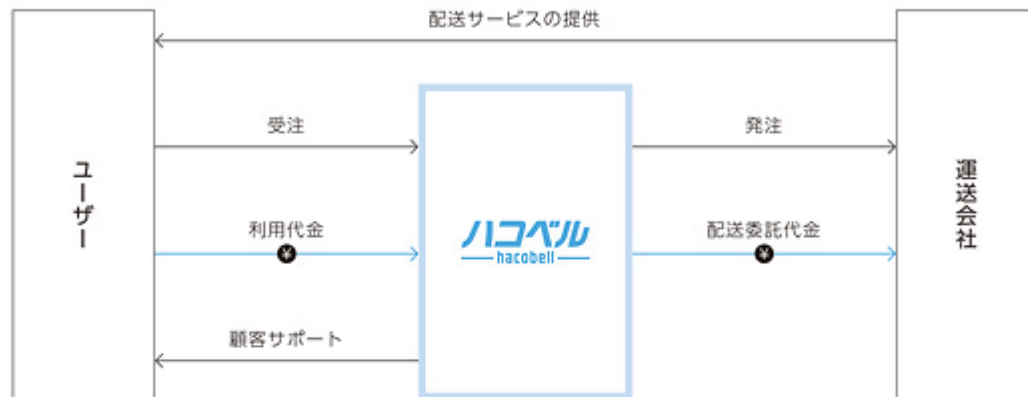 配送サービスの提供
受注
発注
ユーザー
運送会社
利用代金
¥
ハコベル
hacobell
配送委託代金
¥
顧客サポート